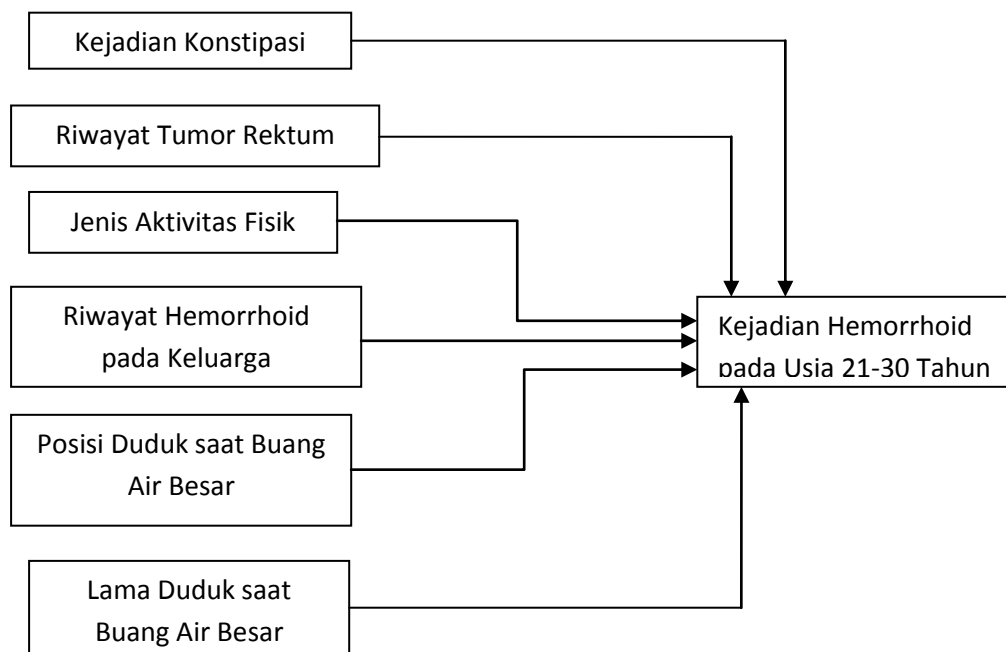 Kejadian Konstipasi
Riwayat Tumor Rektum
Jenis Aktivitas Fisik
Riwayat Hemorrhoid
pada Keluarga
Kejadian Hemorrhoid
pada Usia 21-30 Tahun
Posisi Duduk saat Buang
Air Besar
Lama Duduk saat
Buang Air Besar